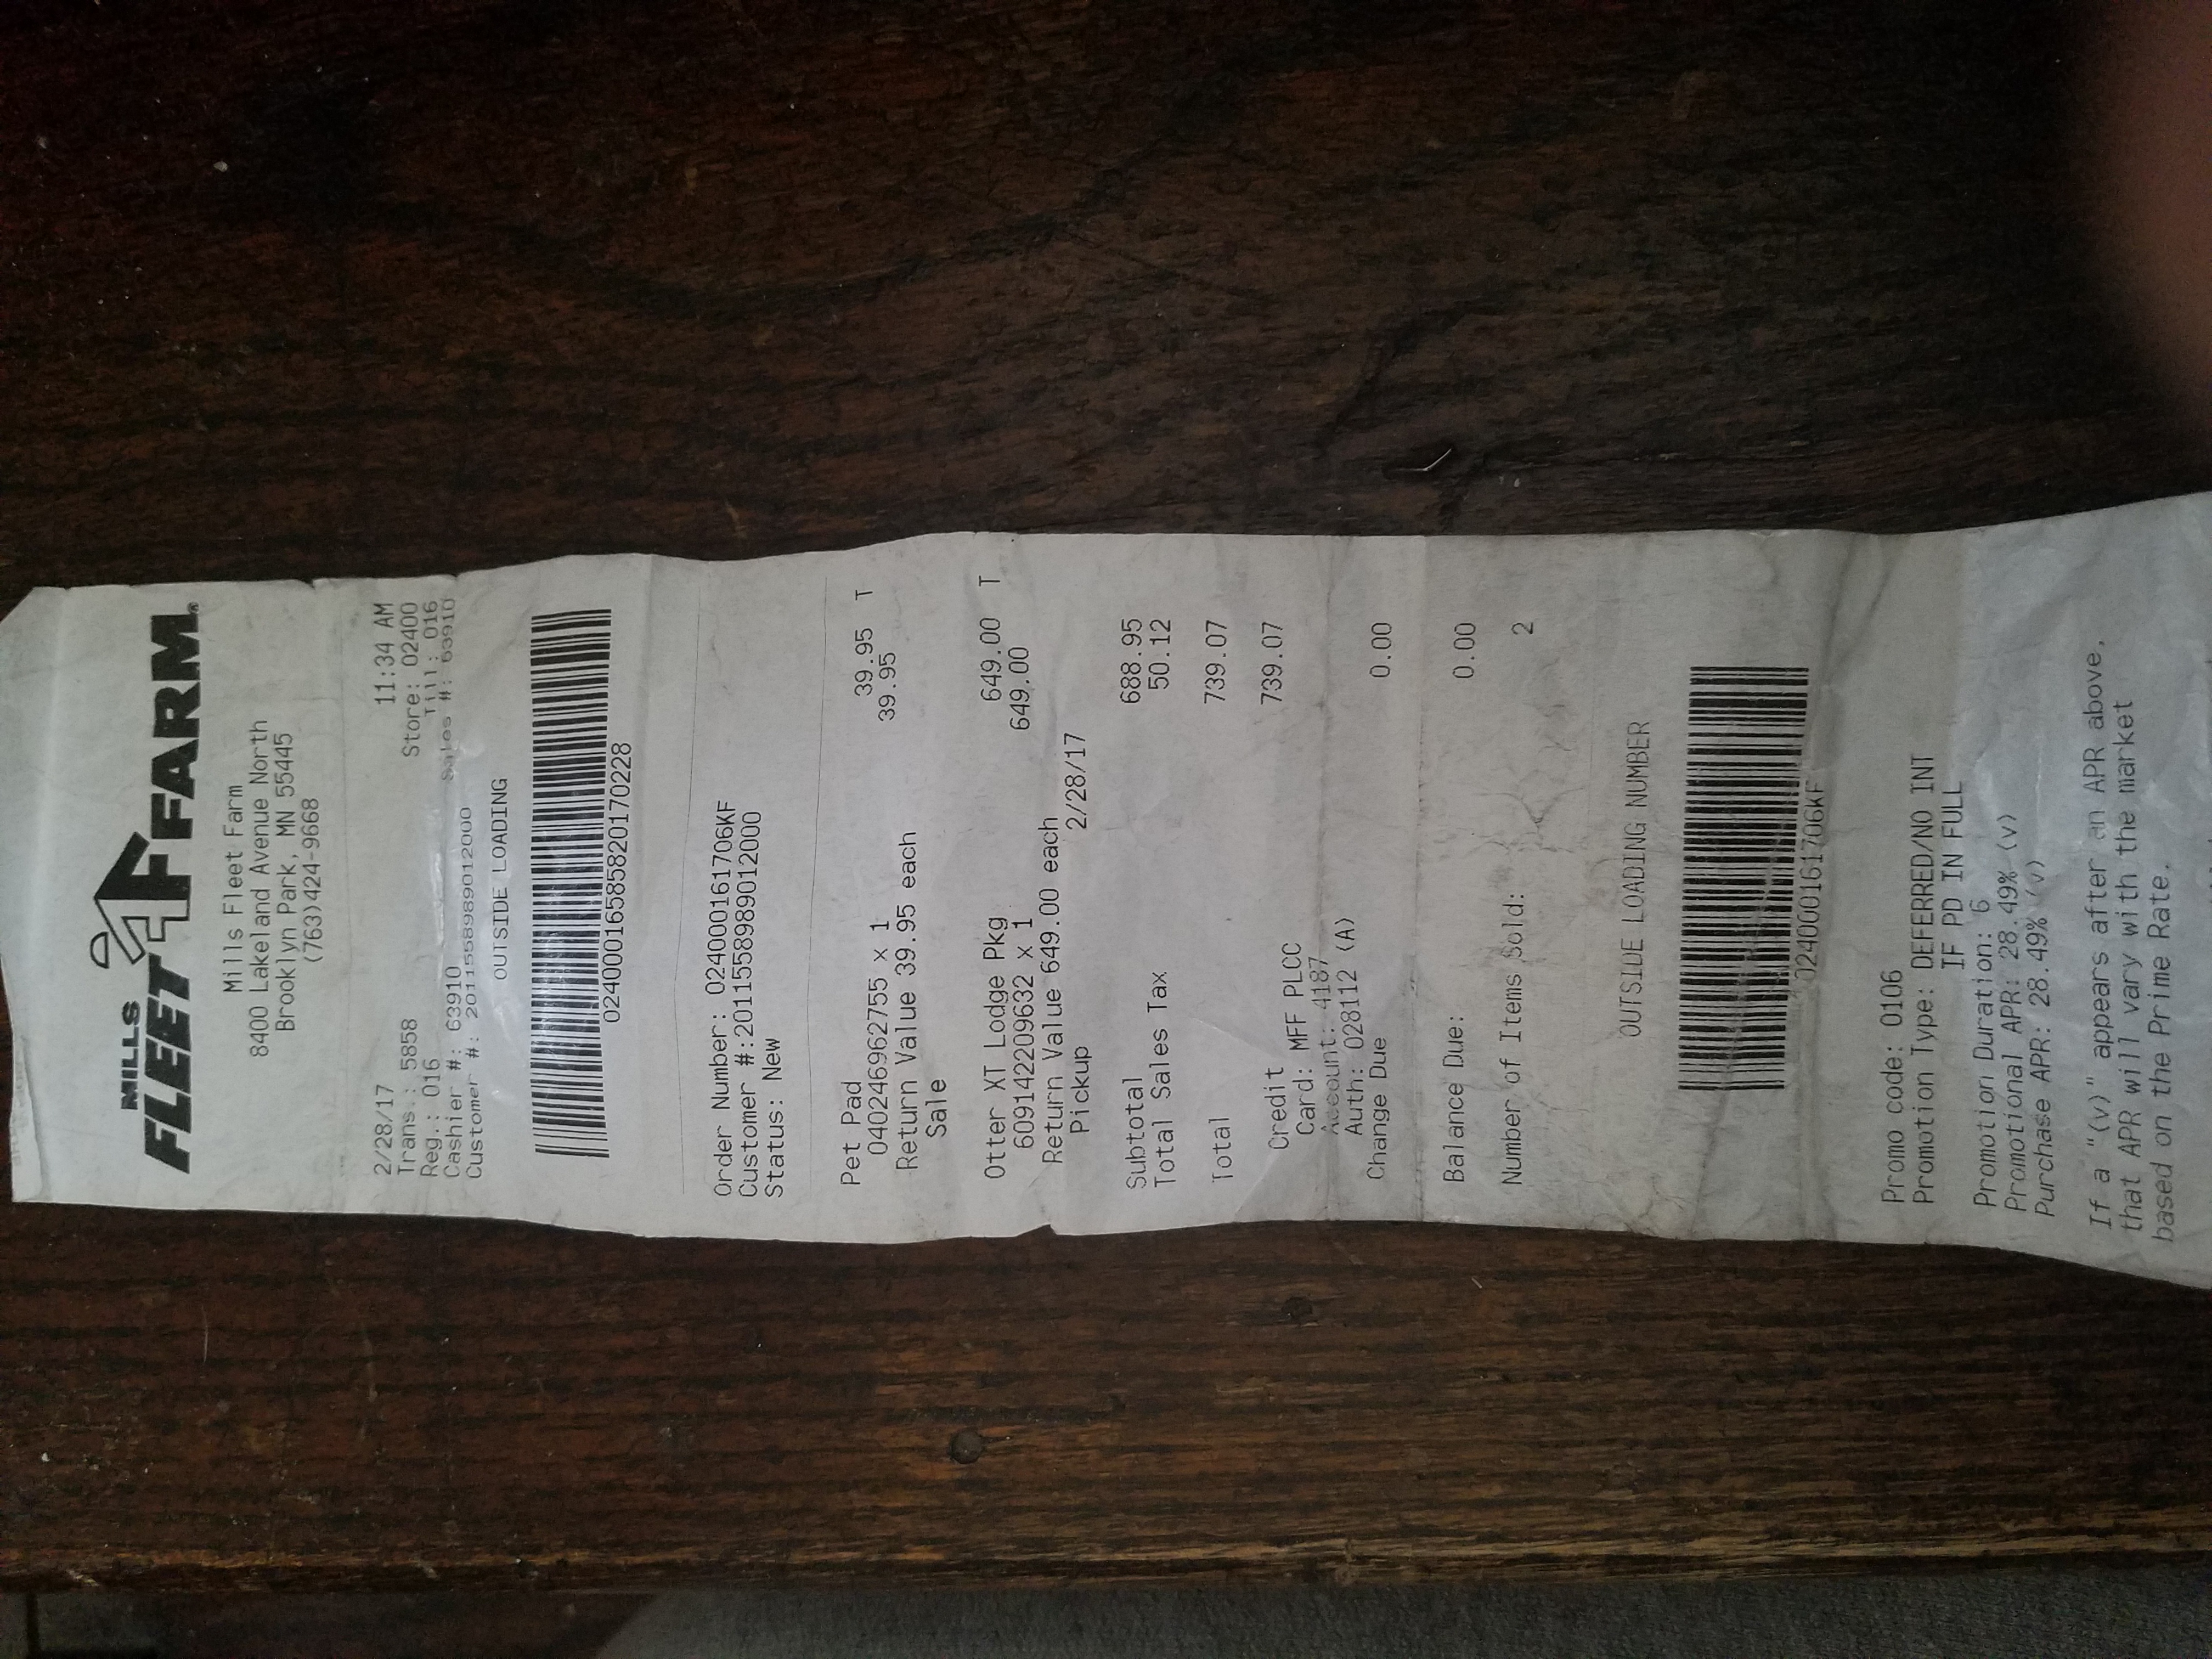 MILLS
FLEET FARM®
Mills Fleet Farm
8400 Lakeland Avenue North
Brooklyn Park, MN 55445
(763)424-9668
2/28/17 11:34 AM
Trans.: 5858 Store: 02400
Reg.: 016 Till: 016
Cashier #: 63910 Sales #: 63910
Customer #: 2011558989012000
OUTSIDE LOADING
02400016585820170228
Order Number: 024000161706KF
Customer #:2011558989012000
Status: New
Pet Pad 39.95 T
040246962755 x 1 39.95
Return Value 39.95 each
Sale
Otter XT Lodge Pkg 649.00 T
609142209632 x 1 649.00
Return Value 649.00 each
Pickup 2/28/17
Subtotal 688.95
Total Sales Tax 50.12
Total 739.07
Credit 739.07
Card: MFF PLCC
Account: 4187
Auth: 028112 (A)
Change Due 0.00
Balance Due: 0.00
Number of Items Sold: 2
OUTSIDE LOADING NUMBER
024000161706KF
Promo code: 0106
Promotion Type: DEFERRED/NO INT
IF PD IN FULL
Promotion Duration: 6
Promotional APR: 28.49% (v)
Purchase APR: 28.49% (v)
If a "(v)" appears after an APR above,
that APR will vary with the market
based on the Prime Rate.